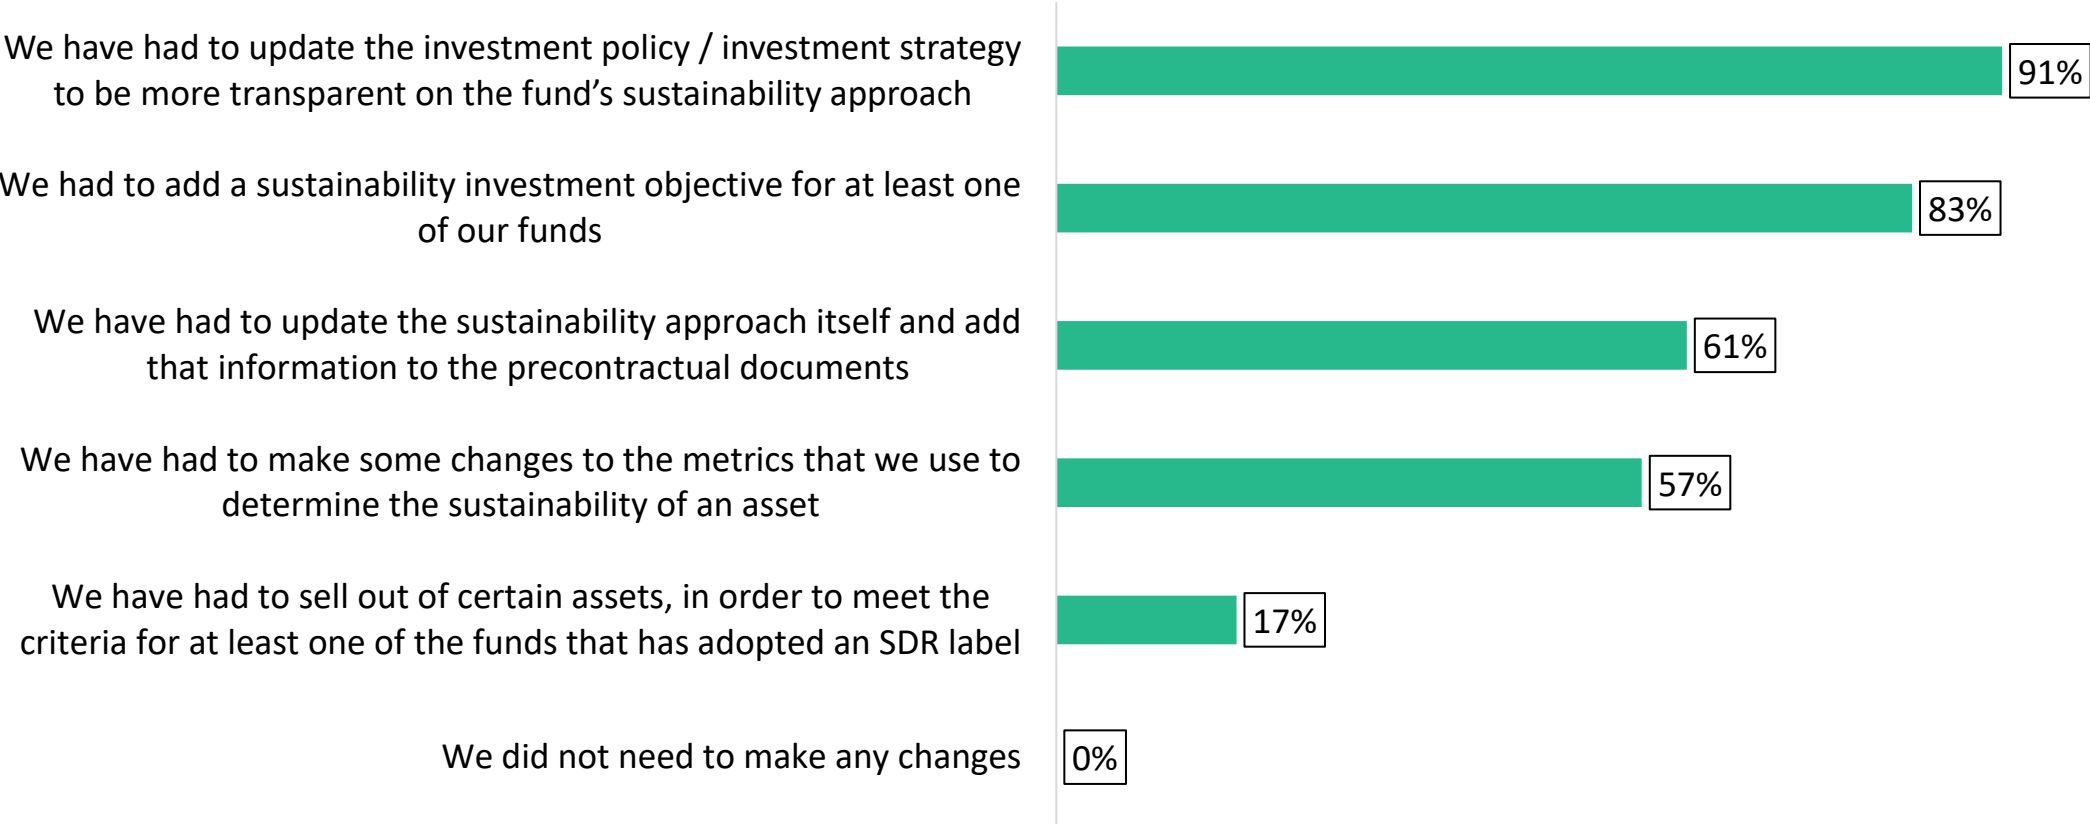 We have had to update the investment policy / investment strategy
to be more transparent on the fund’s sustainability approach
91%
We had to add a sustainability investment objective for at least one
of our funds
83%
We have had to update the sustainability approach itself and add
that information to the precontractual documents
61%
We have had to make some changes to the metrics that we use to
determine the sustainability of an asset
57%
We have had to sell out of certain assets, in order to meet the
criteria for at least one of the funds that has adopted an SDR label
17%
We did not need to make any changes
0%